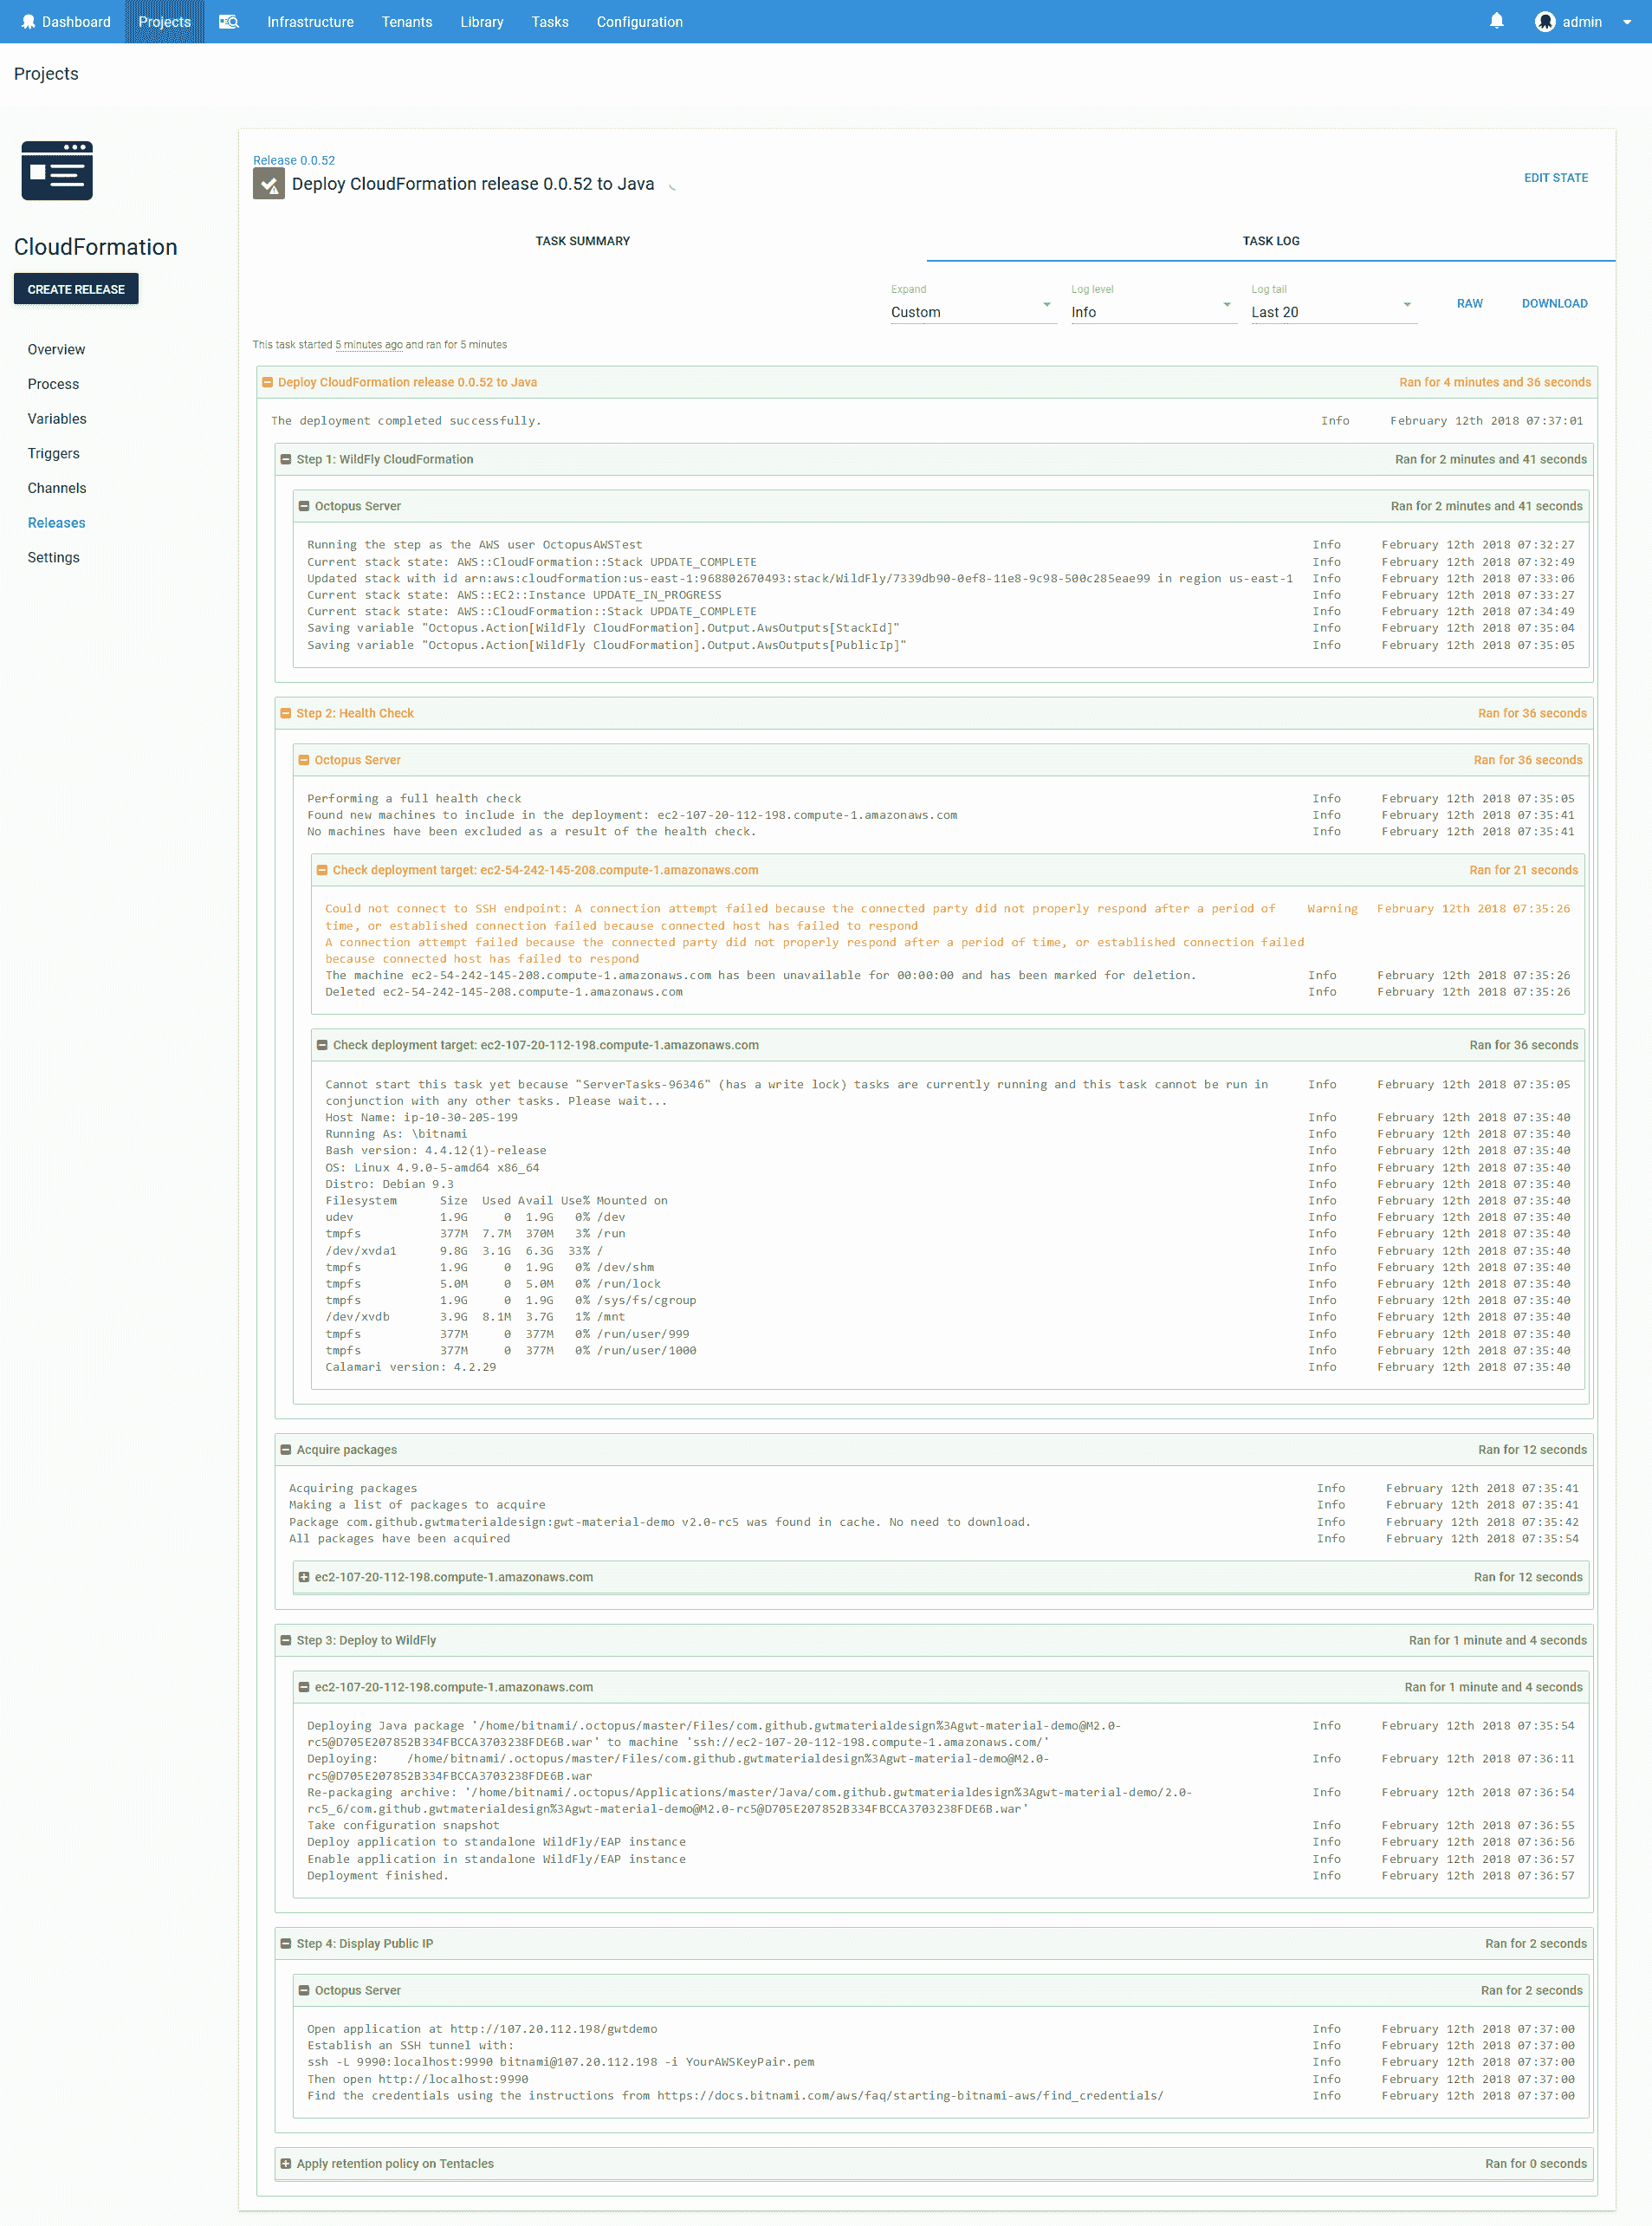 Dashboard Projects Infrastructure Tenants Library Tasks Configuration admin
Projects
CloudFormation
CREATE RELEASE
Overview
Process
Variables
Triggers
Channels
Releases
Settings
Release 0.0.52
Deploy CloudFormation release 0.0.52 to Java
EDIT STATE
TASK SUMMARY TASK LOG
Expand Log level Log tail
Custom Info Last 20 RAW DOWNLOAD
This task started 5 minutes ago and ran for 5 minutes
Deploy CloudFormation release 0.0.52 to Java Ran for 4 minutes and 36 seconds
The deployment completed successfully. Info February 12th 2018 07:37:01
Step 1: WildFly CloudFormation Ran for 2 minutes and 41 seconds
Octopus Server Ran for 2 minutes and 41 seconds
Running the step as the AWS user OctopusAWSTest Info February 12th 2018 07:32:27
Current stack state: AWS::CloudFormation::Stack UPDATE_COMPLETE Info February 12th 2018 07:32:49
Updated stack with id arn:aws:cloudformation:us-east-1:968802670493:stack/WildFly/7339db90-0ef8-11e8-9c98-500c285eae99 in region us-east-1 Info February 12th 2018 07:33:06
Current stack state: AWS::EC2::Instance UPDATE_IN_PROGRESS Info February 12th 2018 07:33:27
Current stack state: AWS::CloudFormation::Stack UPDATE_COMPLETE Info February 12th 2018 07:34:49
Saving variable "Octopus.Action[WildFly CloudFormation].Output.AwsOutputs[StackId]" Info February 12th 2018 07:35:04
Saving variable "Octopus.Action[WildFly CloudFormation].Output.AwsOutputs[PublicIp]" Info February 12th 2018 07:35:05
Step 2: Health Check Ran for 36 seconds
Octopus Server Ran for 36 seconds
Performing a full health check Info February 12th 2018 07:35:05
Found new machines to include in the deployment: ec2-107-20-112-198.compute-1.amazonaws.com Info February 12th 2018 07:35:41
No machines have been excluded as a result of the health check. Info February 12th 2018 07:35:41
Check deployment target: ec2-54-242-145-208.compute-1.amazonaws.com Ran for 21 seconds
Could not connect to SSH endpoint: A connection attempt failed because the connected party did not properly respond after a period of Warning February 12th 2018 07:35:26
time, or established connection failed because connected host has failed to respond
A connection attempt failed because the connected party did not properly respond after a period of time, or established connection failed
because connected host has failed to respond
The machine ec2-54-242-145-208.compute-1.amazonaws.com has been unavailable for 00:00:00 and has been marked for deletion. Info February 12th 2018 07:35:26
Deleted ec2-54-242-145-208.compute-1.amazonaws.com Info February 12th 2018 07:35:26
Check deployment target: ec2-107-20-112-198.compute-1.amazonaws.com Ran for 36 seconds
Cannot start this task yet because "ServerTasks-96346" (has a write lock) tasks are currently running and this task cannot be run in Info February 12th 2018 07:35:05
conjunction with any other tasks. Please wait...
Host Name: ip-10-30-205-199 Info February 12th 2018 07:35:40
Running As: \bitnami Info February 12th 2018 07:35:40
Bash version: 4.4.12(1)-release Info February 12th 2018 07:35:40
OS: Linux 4.9.0-5-amd64 x86_64 Info February 12th 2018 07:35:40
Distro: Debian 9.3 Info February 12th 2018 07:35:40
Filesystem Size Used Avail Use% Mounted on Info February 12th 2018 07:35:40
udev 1.9G 0 1.9G 0% /dev Info February 12th 2018 07:35:40
tmpfs 377M 7.7M 370M 3% /run Info February 12th 2018 07:35:40
/dev/xvda1 9.8G 3.1G 6.3G 33% / Info February 12th 2018 07:35:40
tmpfs 1.9G 0 1.9G 0% /dev/shm Info February 12th 2018 07:35:40
tmpfs 5.0M 0 5.0M 0% /run/lock Info February 12th 2018 07:35:40
tmpfs 1.9G 0 1.9G 0% /sys/fs/cgroup Info February 12th 2018 07:35:40
/dev/xvdb 3.9G 8.1M 3.7G 1% /mnt Info February 12th 2018 07:35:40
tmpfs 377M 0 377M 0% /run/user/999 Info February 12th 2018 07:35:40
tmpfs 377M 0 377M 0% /run/user/1000 Info February 12th 2018 07:35:40
Calamari version: 4.2.29 Info February 12th 2018 07:35:40
Acquire packages Ran for 12 seconds
Acquiring packages Info February 12th 2018 07:35:41
Making a list of packages to acquire Info February 12th 2018 07:35:41
Package com.github.gwtmaterialdesign:gwt-material-demo v2.0-rc5 was found in cache. No need to download. Info February 12th 2018 07:35:42
All packages have been acquired Info February 12th 2018 07:35:54
ec2-107-20-112-198.compute-1.amazonaws.com Ran for 12 seconds
Step 3: Deploy to WildFly Ran for 1 minute and 4 seconds
ec2-107-20-112-198.compute-1.amazonaws.com Ran for 1 minute and 4 seconds
Deploying Java package '/home/bitnami/.octopus/master/Files/com.github.gwtmaterialdesign%3Agwt-material-demo@M2.0- Info February 12th 2018 07:35:54
rc5@D705E207852B334FBCCA3703238FDE6B.war' to machine 'ssh://ec2-107-20-112-198.compute-1.amazonaws.com/'
Deploying: /home/bitnami/.octopus/master/Files/com.github.gwtmaterialdesign%3Agwt-material-demo@M2.0- Info February 12th 2018 07:36:11
rc5@D705E207852B334FBCCA3703238FDE6B.war
Re-packaging archive: '/home/bitnami/.octopus/Applications/master/Java/com.github.gwtmaterialdesign%3Agwt-material-demo/2.0- Info February 12th 2018 07:36:54
rc5_6/com.github.gwtmaterialdesign%3Agwt-material-demo@M2.0-rc5@D705E207852B334FBCCA3703238FDE6B.war'
Take configuration snapshot Info February 12th 2018 07:36:55
Deploy application to standalone WildFly/EAP instance Info February 12th 2018 07:36:56
Enable application in standalone WildFly/EAP instance Info February 12th 2018 07:36:57
Deployment finished. Info February 12th 2018 07:36:57
Step 4: Display Public IP Ran for 2 seconds
Octopus Server Ran for 2 seconds
Open application at http://107.20.112.198/gwtdemo Info February 12th 2018 07:37:00
Establish an SSH tunnel with: Info February 12th 2018 07:37:00
ssh -L 9990:localhost:9990 bitnami@107.20.112.198 -i YourAWSKeyPair.pem Info February 12th 2018 07:37:00
Then open http://localhost:9990 Info February 12th 2018 07:37:00
Find the credentials using the instructions from https://docs.bitnami.com/aws/faq/starting-bitnami-aws/find_credentials/ Info February 12th 2018 07:37:00
Apply retention policy on Tentacles Ran for 0 seconds